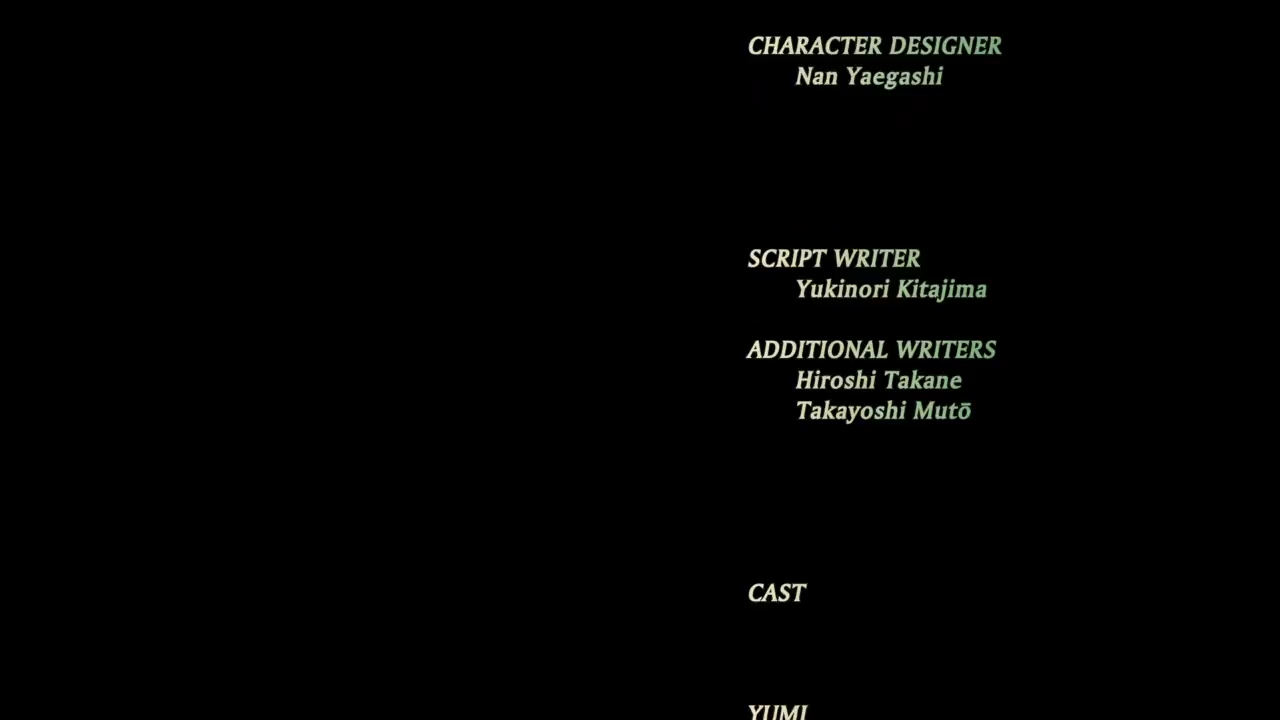 CHARACTER DESIGNER
Nan Yaegashi
SCRIPT WRITER
Yukinori Kitajima
ADDITIONAL WRITERS
Hiroshi Takane
Takayoshi Mutō
CAST
YUMI